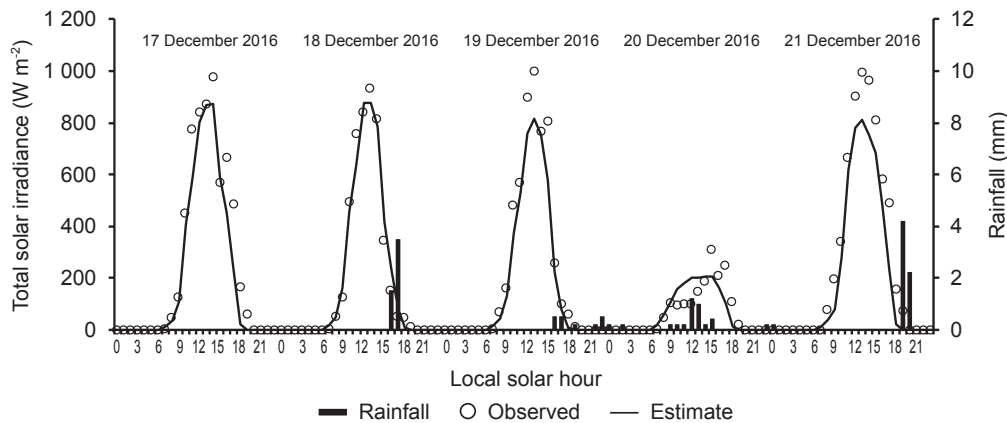 1 200
1 000
800
600
400
200
0
Total solar irradiance (W m-2)
17 December 2016 18 December 2016 19 December 2016 20 December 2016 21 December 2016
12
10
8
6
4
2
0
Rainfall (mm)
0 3 6 9 12 15 18 21 0 3 6 9 12 15 18 21 0 3 6 9 12 15 18 21 0 3 6 9 12 15 18 21 0 3 6 9 12 15 18 21
Local solar hour
Rainfall Observed Estimate